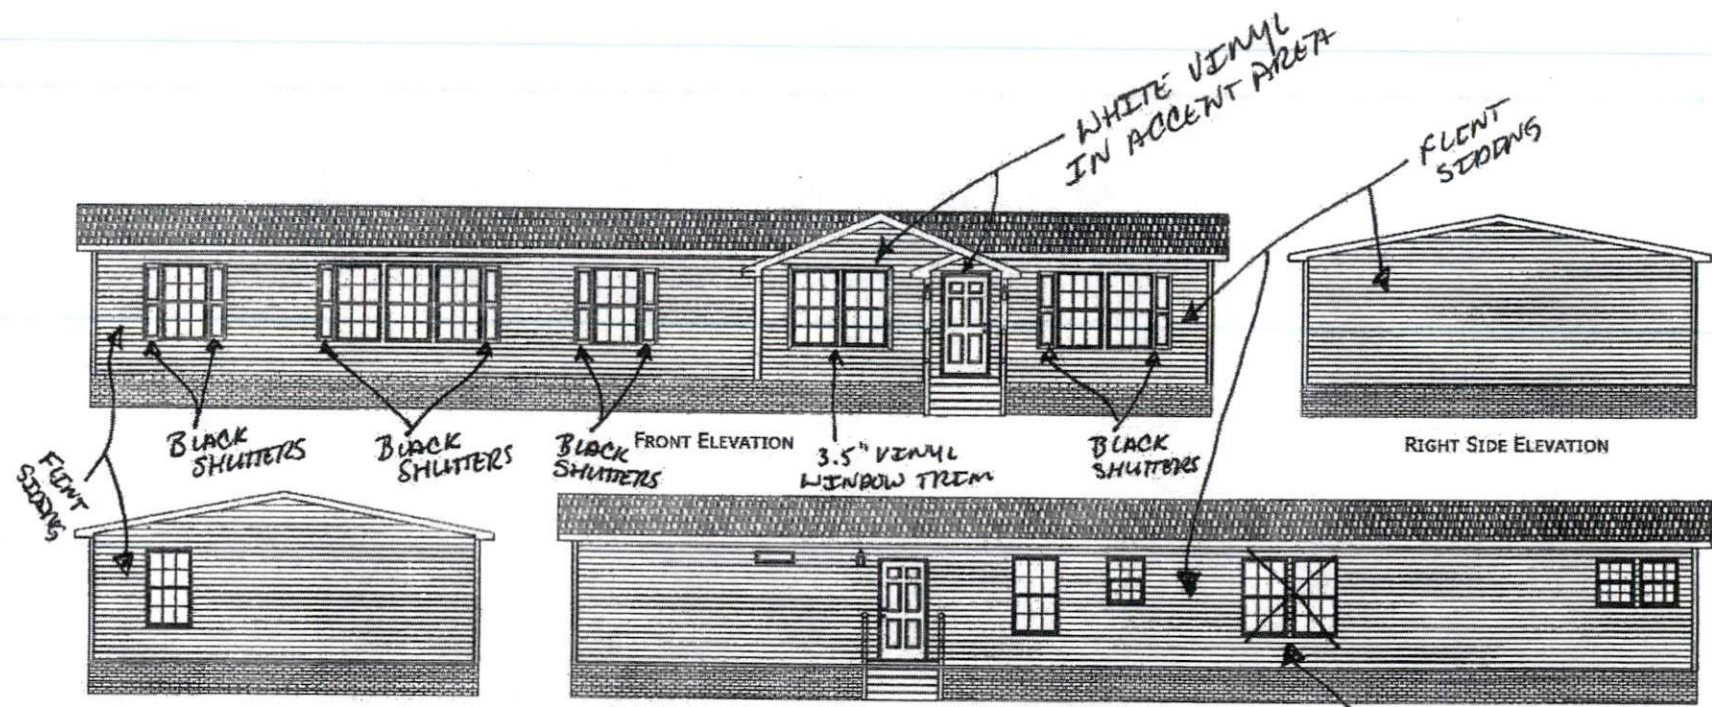 WHITE VINYL
IN ACCENT AREA
FLINT
SIDING
BLACK
SHUTTERS
BLACK
SHUTTERS
BLACK
SHUTTERS
FRONT ELEVATION
3.5" VINYL
WINDOW TRIM
BLACK
SHUTTERS
RIGHT SIDE ELEVATION
FLINT
SIDING